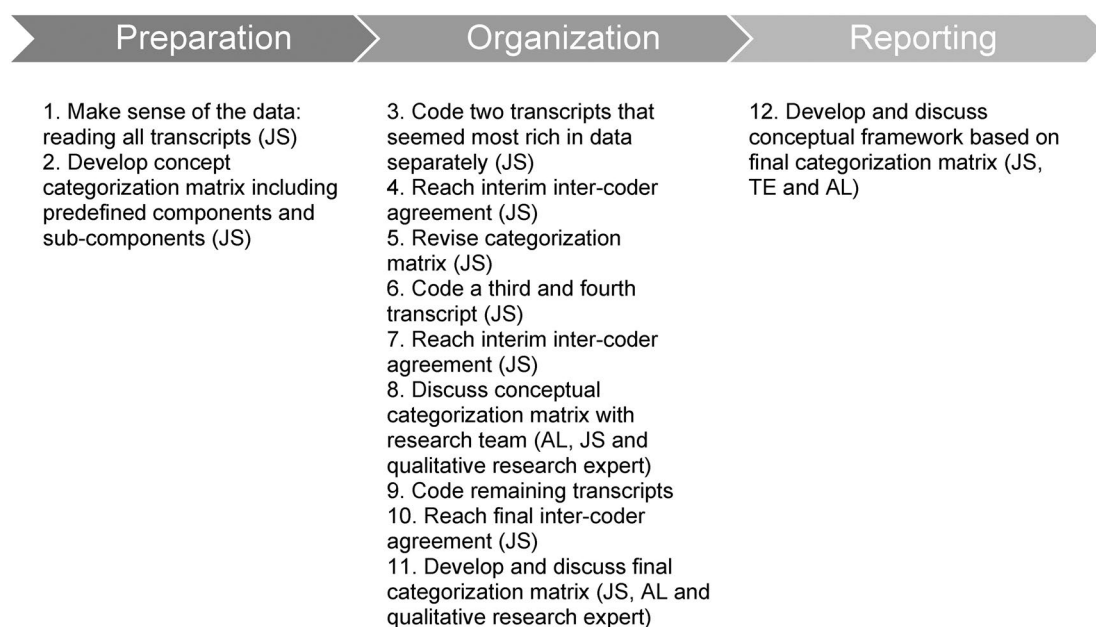 Preparation
Organization
Reporting
1. Make sense of the data:
reading all transcripts (JS)
2. Develop concept
categorization matrix including
predefined components and
sub-components (JS)
3. Code two transcripts that
seemed most rich in data
separately (JS)
4. Reach interim inter-coder
agreement (JS)
5. Revise categorization
matrix (JS)
6. Code a third and fourth
transcript (JS)
7. Reach interim inter-coder
agreement (JS)
8. Discuss conceptual
categorization matrix with
research team (AL, JS and
qualitative research expert)
9. Code remaining transcripts
10. Reach final inter-coder
agreement (JS)
11. Develop and discuss final
categorization matrix (JS, AL and
qualitative research expert)
12. Develop and discuss
conceptual framework based on
final categorization matrix (JS,
TE and AL)